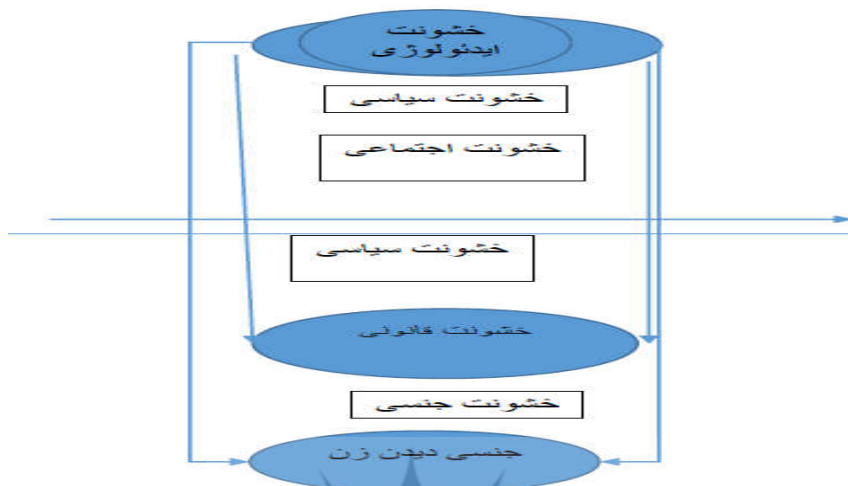 خشونت
ایدئولوژی
خشونت سیاسی
خشونت اجتماعی
خشونت سیاسی
خشونت قانونی
خشونت جنسی
جنسی دیدن زن